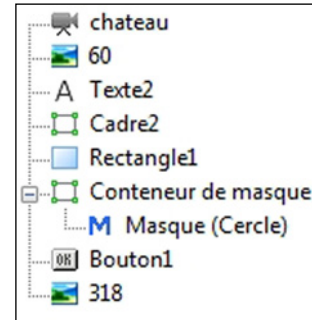 chateau
60
A Texte2
Cadre2
Rectangle1
Conteneur de masque
M Masque (Cercle)
OK Bouton1
318